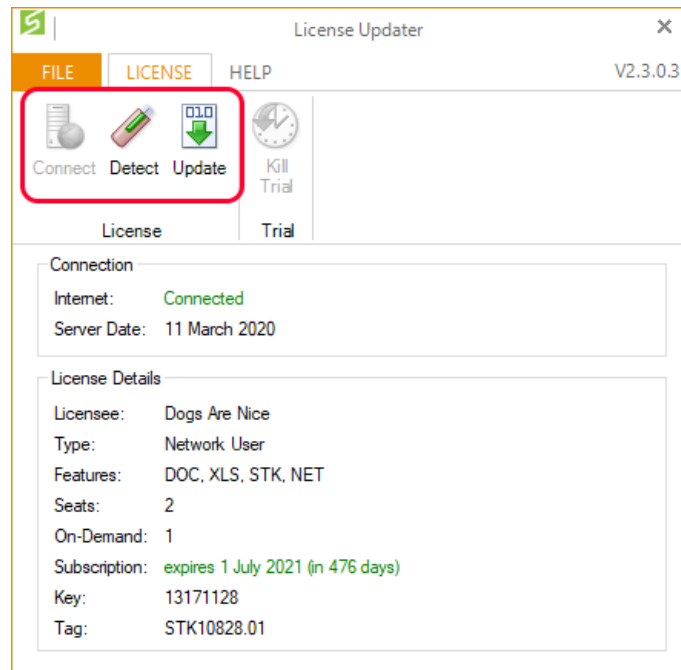 License Updater
FILE LICENSE HELP V2.3.0.3
010
Connect Detect Update Kill Trial
License Trial
Connection
Internet: Connected
Server Date: 11 March 2020
License Details
Licensee: Dogs Are Nice
Type: Network User
Features: DOC, XLS, STK, NET
Seats: 2
On-Demand: 1
Subscription: expires 1 July 2021 (in 476 days)
Key: 13171128
Tag: STK10828.01